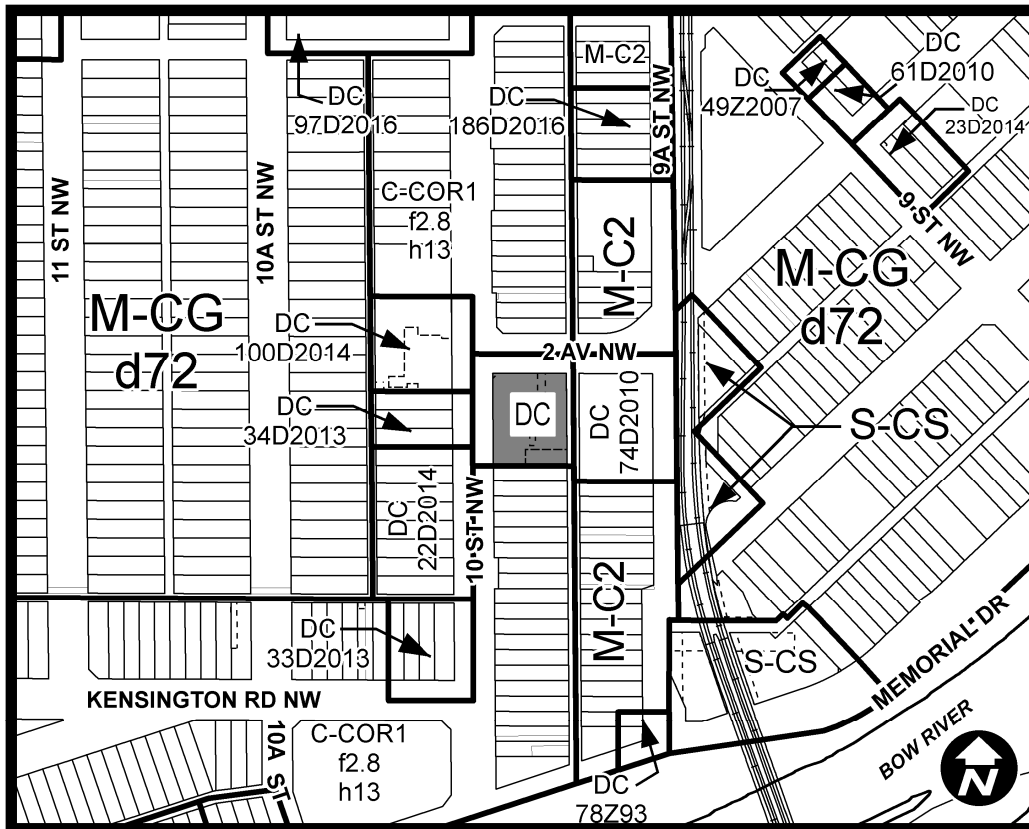 DC
97D2016
DC
186D2016
M-C2
9A ST NW
DC
49Z2007
DC
61D2010
DC
23D2014
9 ST NW
11 ST NW
10A ST NW
C-COR1
f2.8
h13
M-C2
M-CG
d72
M-CG
d72
DC
100D2014
2 AV NW
DC
34D2013
DC
DC
74D2010
S-CS
DC
22D2014
10 ST NW
M-C2
DC
33D2013
S-CS
MEMORIAL DR
KENSINGTON RD NW
10A ST
C-COR1
f2.8
h13
DC
78Z93
BOW RIVER
N